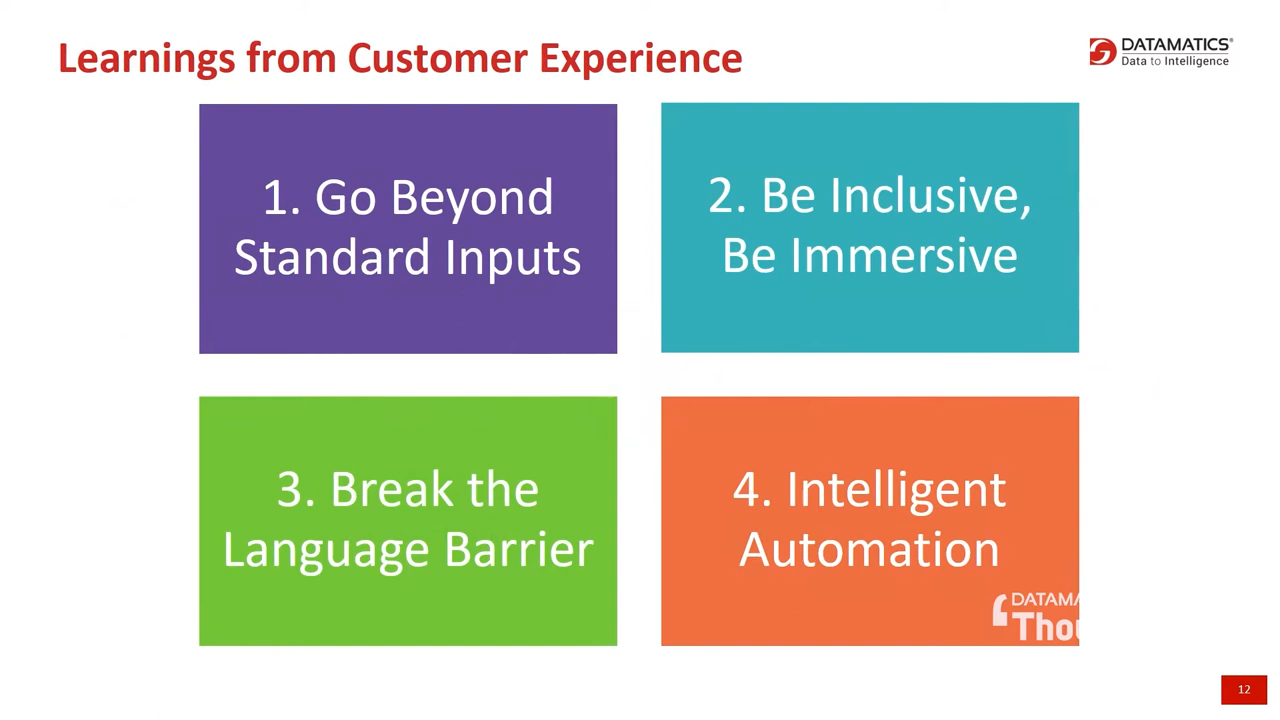 Learnings from Customer Experience
DATAMATICS®
Data to Intelligence
1. Go Beyond
Standard Inputs
2. Be Inclusive,
Be Immersive
3. Break the
Language Barrier
4. Intelligent
Automation
12